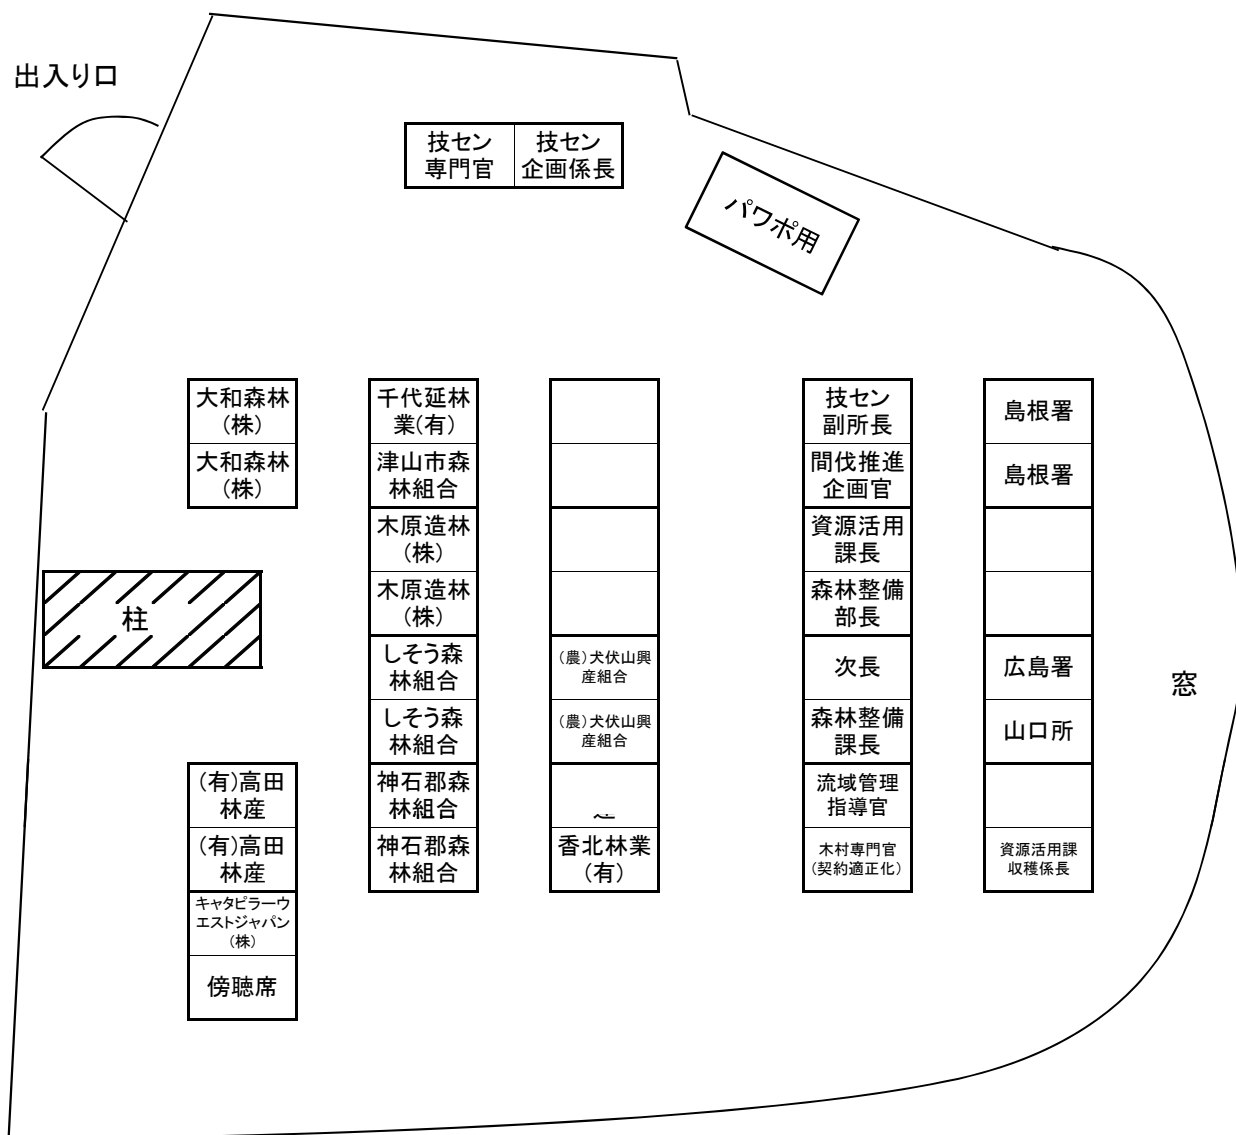 出入り口
技セン
専門官
技セン
企画係長
パワポ用
大和森林
(株)
大和森林
(株)
柱
(有)高田
林産
(有)高田
林産
キャタピラーウ
エストジャパン
(株)
傍聴席
千代延林
業(有)
津山市森
林組合
木原造林
(株)
木原造林
(株)
しそう森
林組合
しそう森
林組合
神石郡森
林組合
神石郡森
林組合
(農)犬伏山興
産組合
(農)犬伏山興
産組合
香北林業
(有)
技セン
副所長
間伐推進
企画官
資源活用
課長
森林整備
部長
次長
森林整備
課長
流域管理
指導官
木村専門官
(契約適正化)
島根署
島根署
広島署
山口所
資源活用課
収穫係長
窓